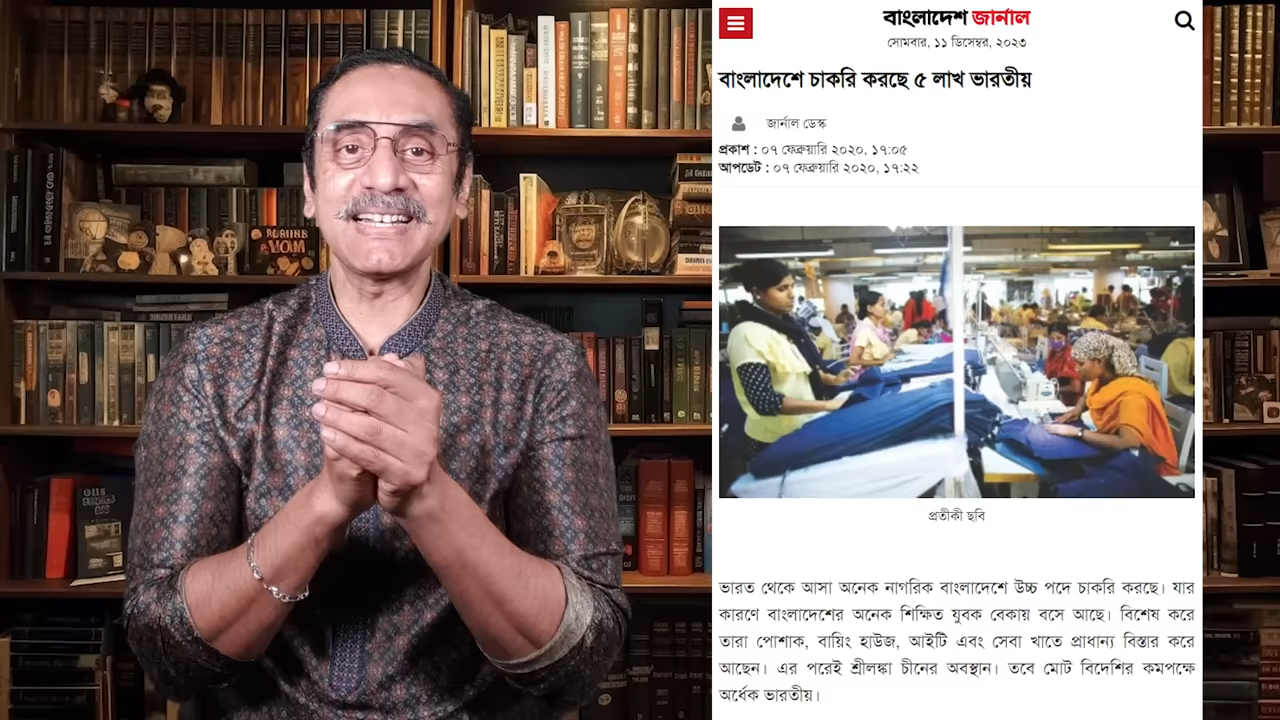 বাংলাদেশ জার্নাল
সোমবার, ১১ ডিসেম্বর, ২০২৩
বাংলাদেশে চাকরি করছে ৫ লাখ ভারতীয়
জার্নাল ডেস্ক
প্রকাশ : ০৭ ফেব্রুয়ারি ২০২০, ১৭:০৫
আপডেট : ০৭ ফেব্রুয়ারি ২০২০, ১৭:২২
প্রতীকী ছবি
ভারত থেকে আসা অনেক নাগরিক বাংলাদেশে উচ্চ পদে চাকরি করছে। যার
কারণে বাংলাদেশের অনেক শিক্ষিত যুবক বেকায় বসে আছে। বিশেষ করে
তারা পোশাক, বায়িং হাউজ, আইটি এবং সেবা খাতে প্রাধান্য বিস্তার করে
আছেন। এর পরেই শ্রীলঙ্কা চীনের অবস্থান। তবে মোট বিদেশির কমপক্ষে
অর্ধেক ভারতীয়।